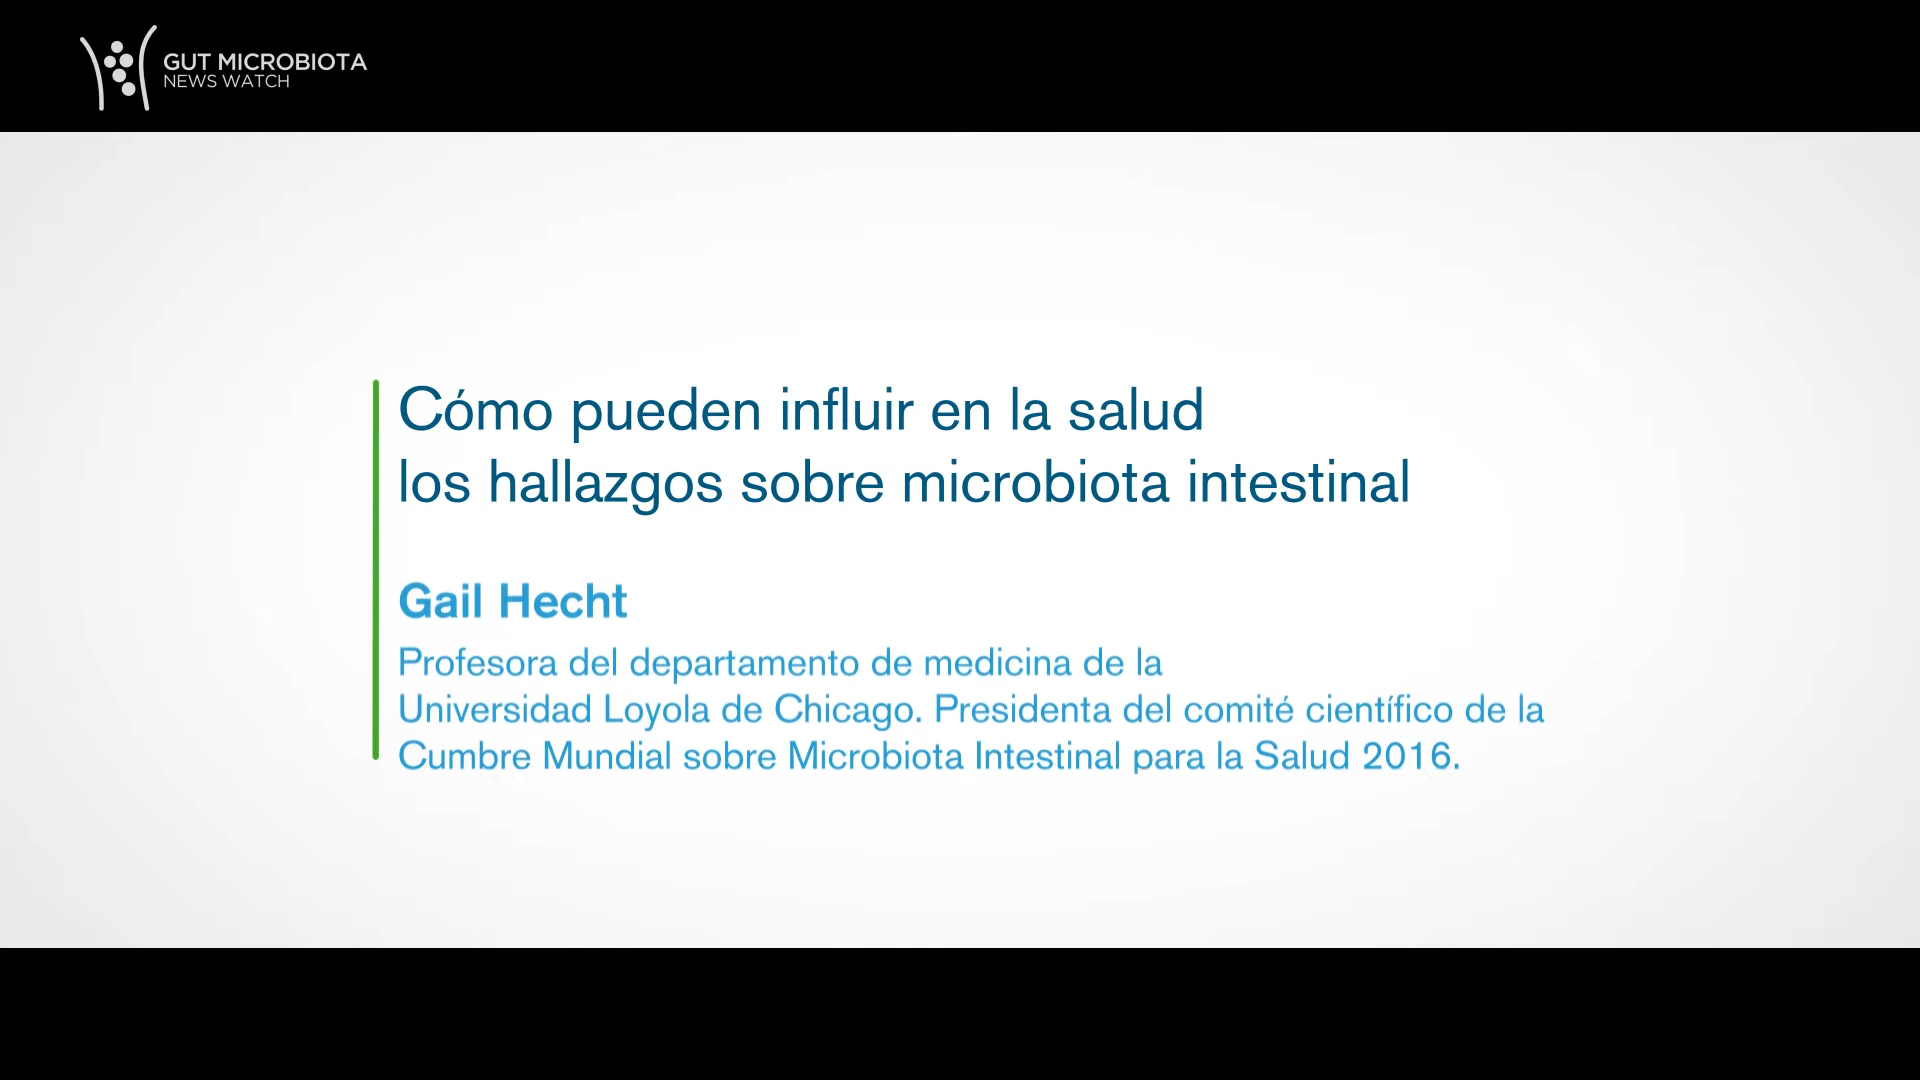 GUT MICROBIOTA
NEWS WATCH
Cómo pueden influir en la salud
los hallazgos sobre microbiota intestinal
Gail Hecht
Profesora del departamento de medicina de la
Universidad Loyola de Chicago. Presidenta del comité científico de la
Cumbre Mundial sobre Microbiota Intestinal para la Salud 2016.